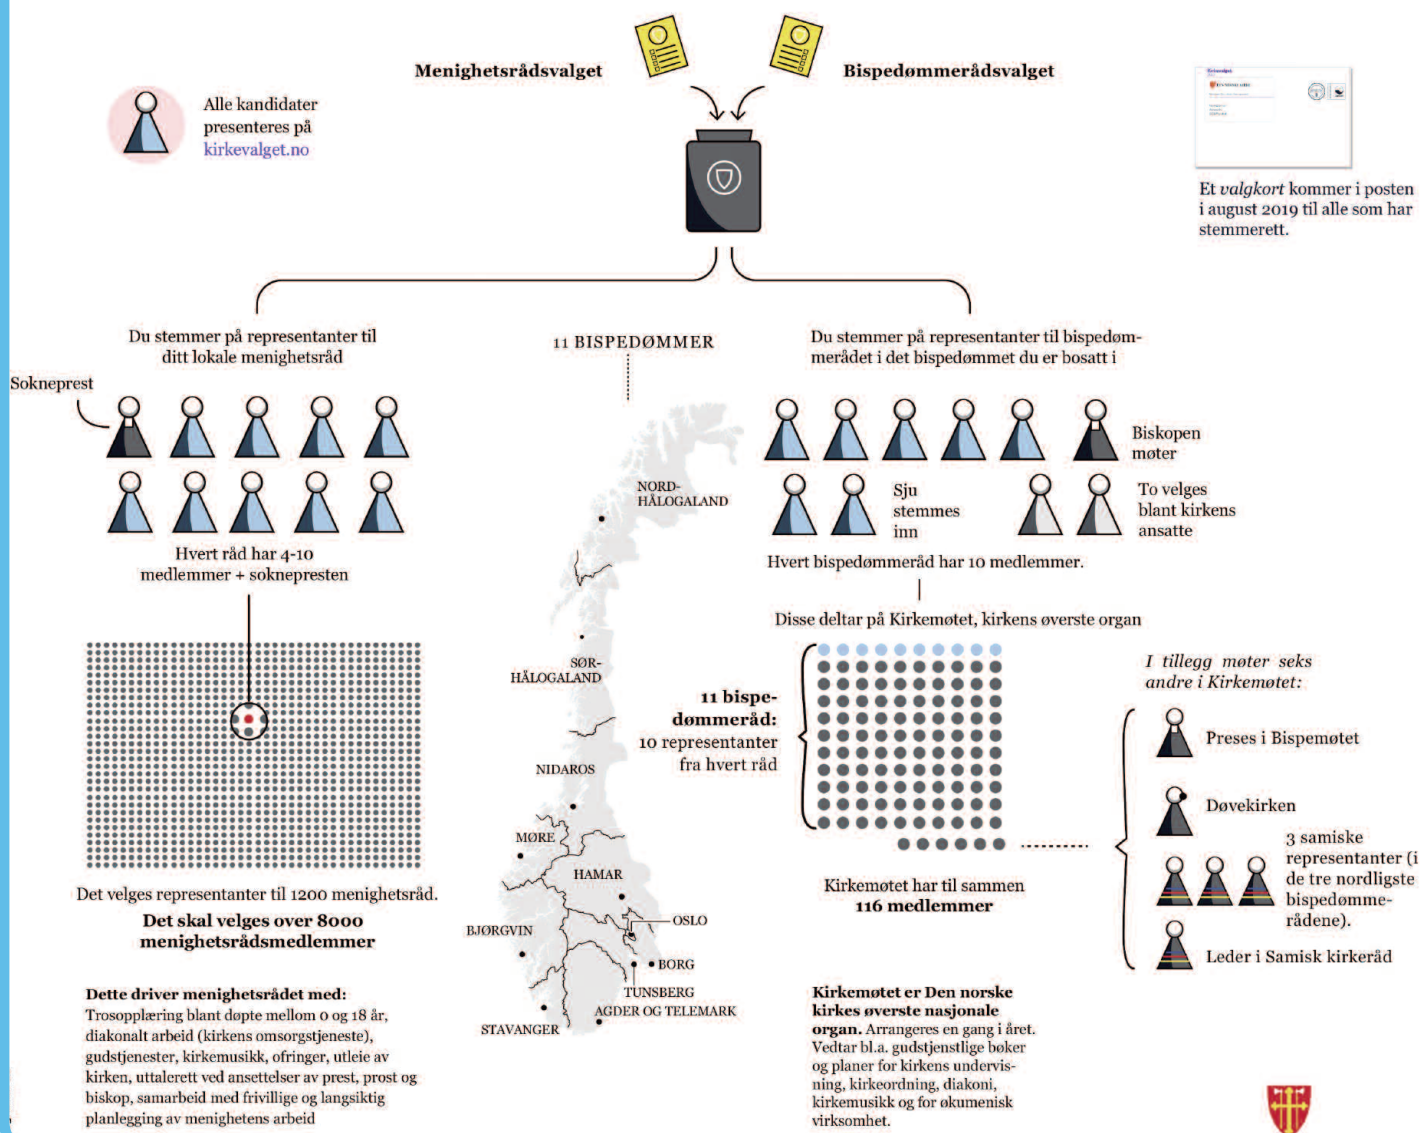 Menighetsrådsvalget
Bispedømmerådsvalget
Alle kandidater
presenteres på
kirkevalget.no
Et valgkort kommer i posten
i august 2019 til alle som har
stemmerett.
Du stemmer på representanter til
ditt lokale menighetsråd
Sokneprest
Hvert råd har 4-10
medlemmer + soknepresten
Det velges representanter til 1200 menighetsråd.
Det skal velges over 8000
menighetsrådsmedlemmer
Dette driver menighetsrådet med:
Trosopplæring blant døpte mellom 0 og 18 år,
diakonalt arbeid (kirkens omsorgstjeneste),
gudstjenester, kirkemusikk, ofringer, utleie av
kirken, uttalerett ved ansettelser av prest, prost og
biskop, samarbeid med frivillige og langsiktig
planlegging av menighetens arbeid
11 BISPEDØMMER
NORD-
HÅLOGALAND
SØR-
HÅLOGALAND
NIDAROS
MØRE
HAMAR
OSLO
BJØRGVIN
BORG
TUNSBERG
AGDER OG TELEMARK
STAVANGER
Du stemmer på representanter til bispedøm-
merådet i det bispedømmet du er bosatt i
Biskopen
møter
Sju
stemmes
inn
To velges
blant kirkens
ansatte
Hvert bispedømmeråd har 10 medlemmer.
Disse deltar på Kirkemøtet, kirkens øverste organ
11 bispe-
dømmeråd:
10 representanter
fra hvert råd
Kirkemøtet har til sammen
116 medlemmer
I tillegg møter seks
andre i Kirkemøtet:
Preses i Bispemøtet
Døvekirken
3 samiske
representanter (i
de tre nordligste
bispedømme-
rådene).
Leder i Samisk kirkeråd
Kirkemøtet er Den norske
kirkes øverste nasjonale
organ. Arrangeres en gang i året.
Vedtar bl.a. gudstjenstlige bøker
og planer for kirkens undervis-
ning, kirkeordning, diakoni,
kirkemusikk og for økumenisk
virksomhet.